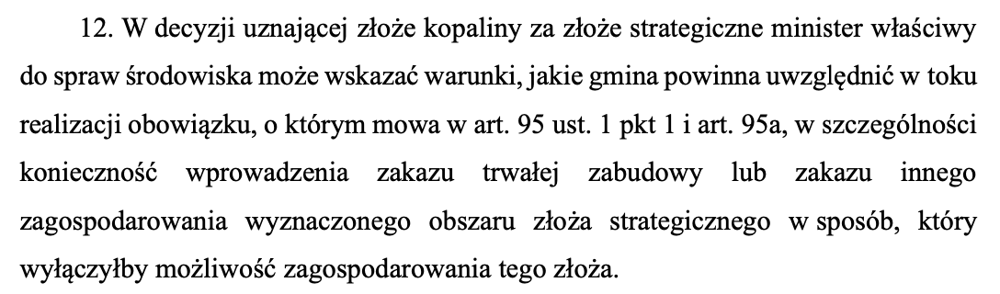 12. W decyzji uznającej złoże kopaliny za złoże strategiczne minister właściwy
do spraw środowiska może wskazać warunki, jakie gmina powinna uwzględnić w toku
realizacji obowiązku, o którym mowa w art. 95 ust. 1 pkt 1 i art. 95a, w szczególności
konieczność wprowadzenia zakazu trwałej zabudowy lub zakazu innego
zagospodarowania wyznaczonego obszaru złoża strategicznego w sposób, który
wyłączyłby możliwość zagospodarowania tego złoża.